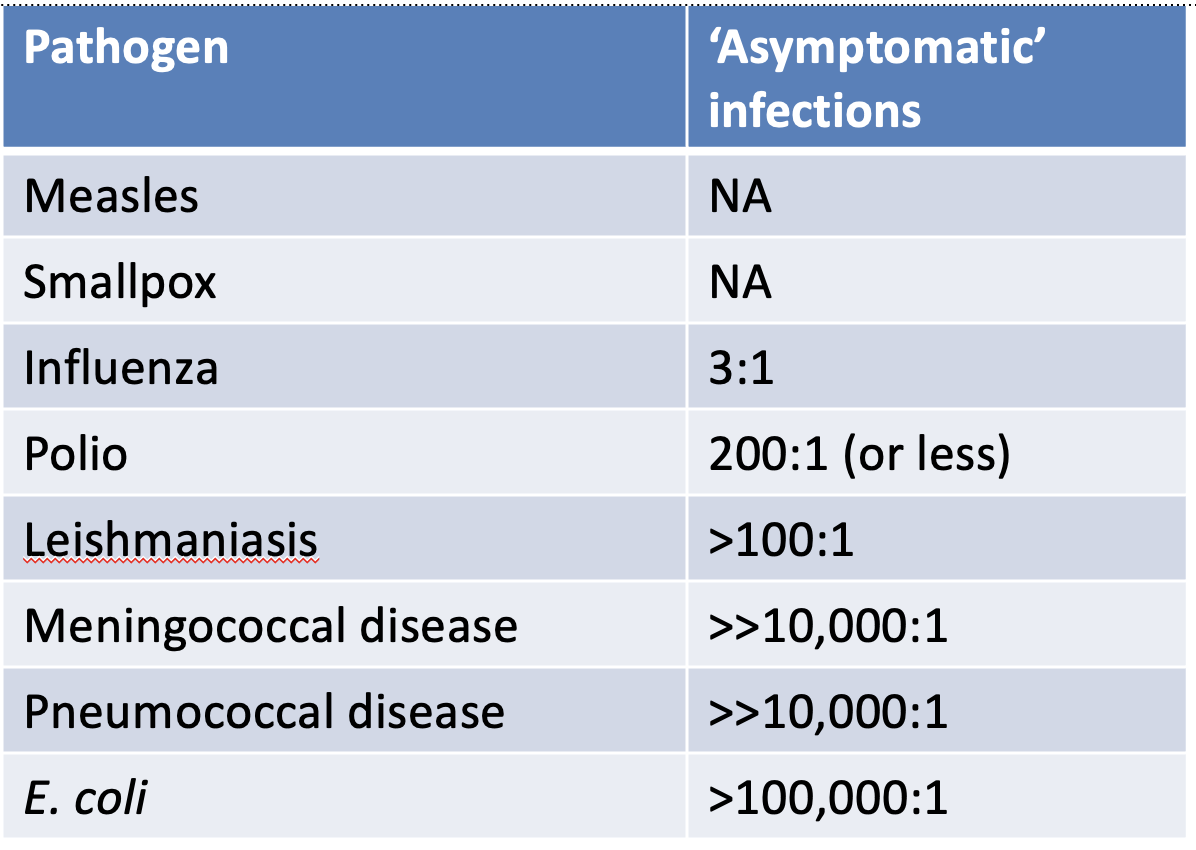 Pathogen
‘Asymptomatic’
infections
Measles
NA
Smallpox
NA
Influenza
3:1
Polio
200:1 (or less)
Leishmaniasis
>100:1
Meningococcal disease
>>10,000:1
Pneumococcal disease
>>10,000:1
E. coli
>100,000:1